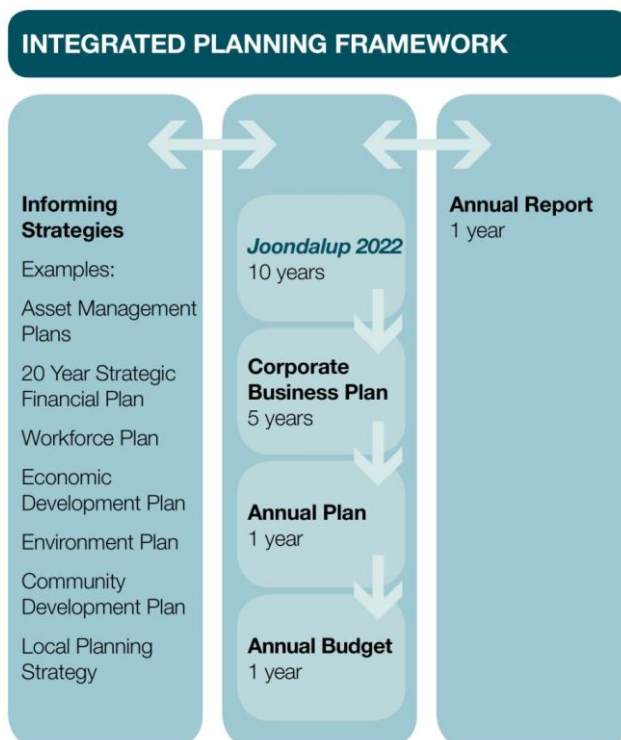 INTEGRATED PLANNING FRAMEWORK
Informing
Strategies
Examples:
Asset Management
Plans
20 Year Strategic
Financial Plan
Workforce Plan
Economic
Development Plan
Environment Plan
Community
Development Plan
Local Planning
Strategy
Joondalup 2022
10 years
Corporate
Business Plan
5 years
Annual Plan
1 year
Annual Budget
1 year
Annual Report
1 year